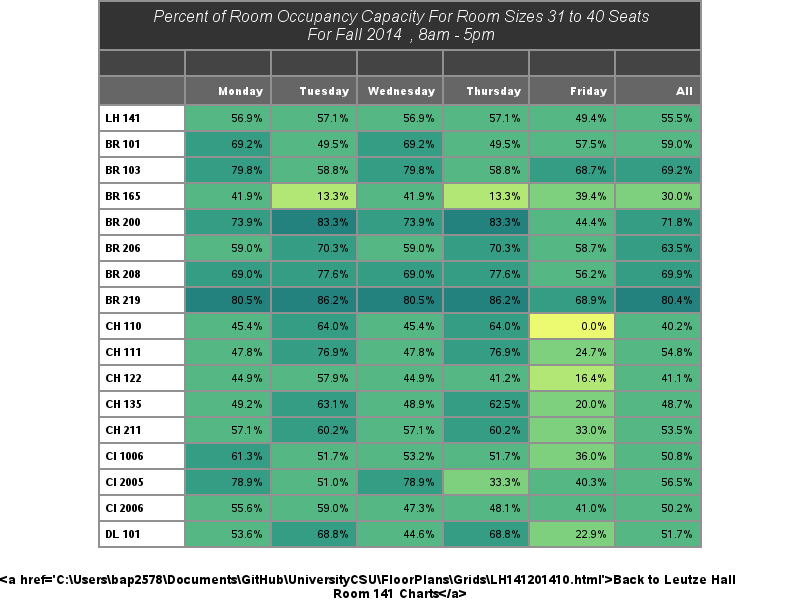 Percent of Room Occupancy Capacity For Room Sizes 31 to 40 Seats
For Fall 2014 , 8am - 5pm
Monday Tuesday Wednesday Thursday Friday All
LH 141 56.9% 57.1% 56.9% 57.1% 49.4% 55.5%
BR 101 69.2% 49.5% 69.2% 49.5% 57.5% 59.0%
BR 103 79.8% 58.8% 79.8% 58.8% 68.7% 69.2%
BR 165 41.9% 13.3% 41.9% 13.3% 39.4% 30.0%
BR 200 73.9% 83.3% 73.9% 83.3% 44.4% 71.8%
BR 206 59.0% 70.3% 59.0% 70.3% 58.7% 63.5%
BR 208 69.0% 77.6% 69.0% 77.6% 56.2% 69.9%
BR 219 80.5% 86.2% 80.5% 86.2% 68.9% 80.4%
CH 110 45.4% 64.0% 45.4% 64.0% 0.0% 40.2%
CH 111 47.8% 76.9% 47.8% 76.9% 24.7% 54.8%
CH 122 44.9% 57.9% 44.9% 41.2% 16.4% 41.1%
CH 135 49.2% 63.1% 48.9% 62.5% 20.0% 48.7%
CH 211 57.1% 60.2% 57.1% 60.2% 33.0% 53.5%
CI 1006 61.3% 51.7% 53.2% 51.7% 36.0% 50.8%
CI 2005 78.9% 51.0% 78.9% 33.3% 40.3% 56.5%
CI 2006 55.6% 59.0% 47.3% 48.1% 41.0% 50.2%
DL 101 53.6% 68.8% 44.6% 68.8% 22.9% 51.7%
<a href='C:\Users\bap2578\Documents\GitHub\UniversityCSU\FloorPlans\Grids\LH141201410.html'>Back to Leutze Hall
Room 141 Charts</a>